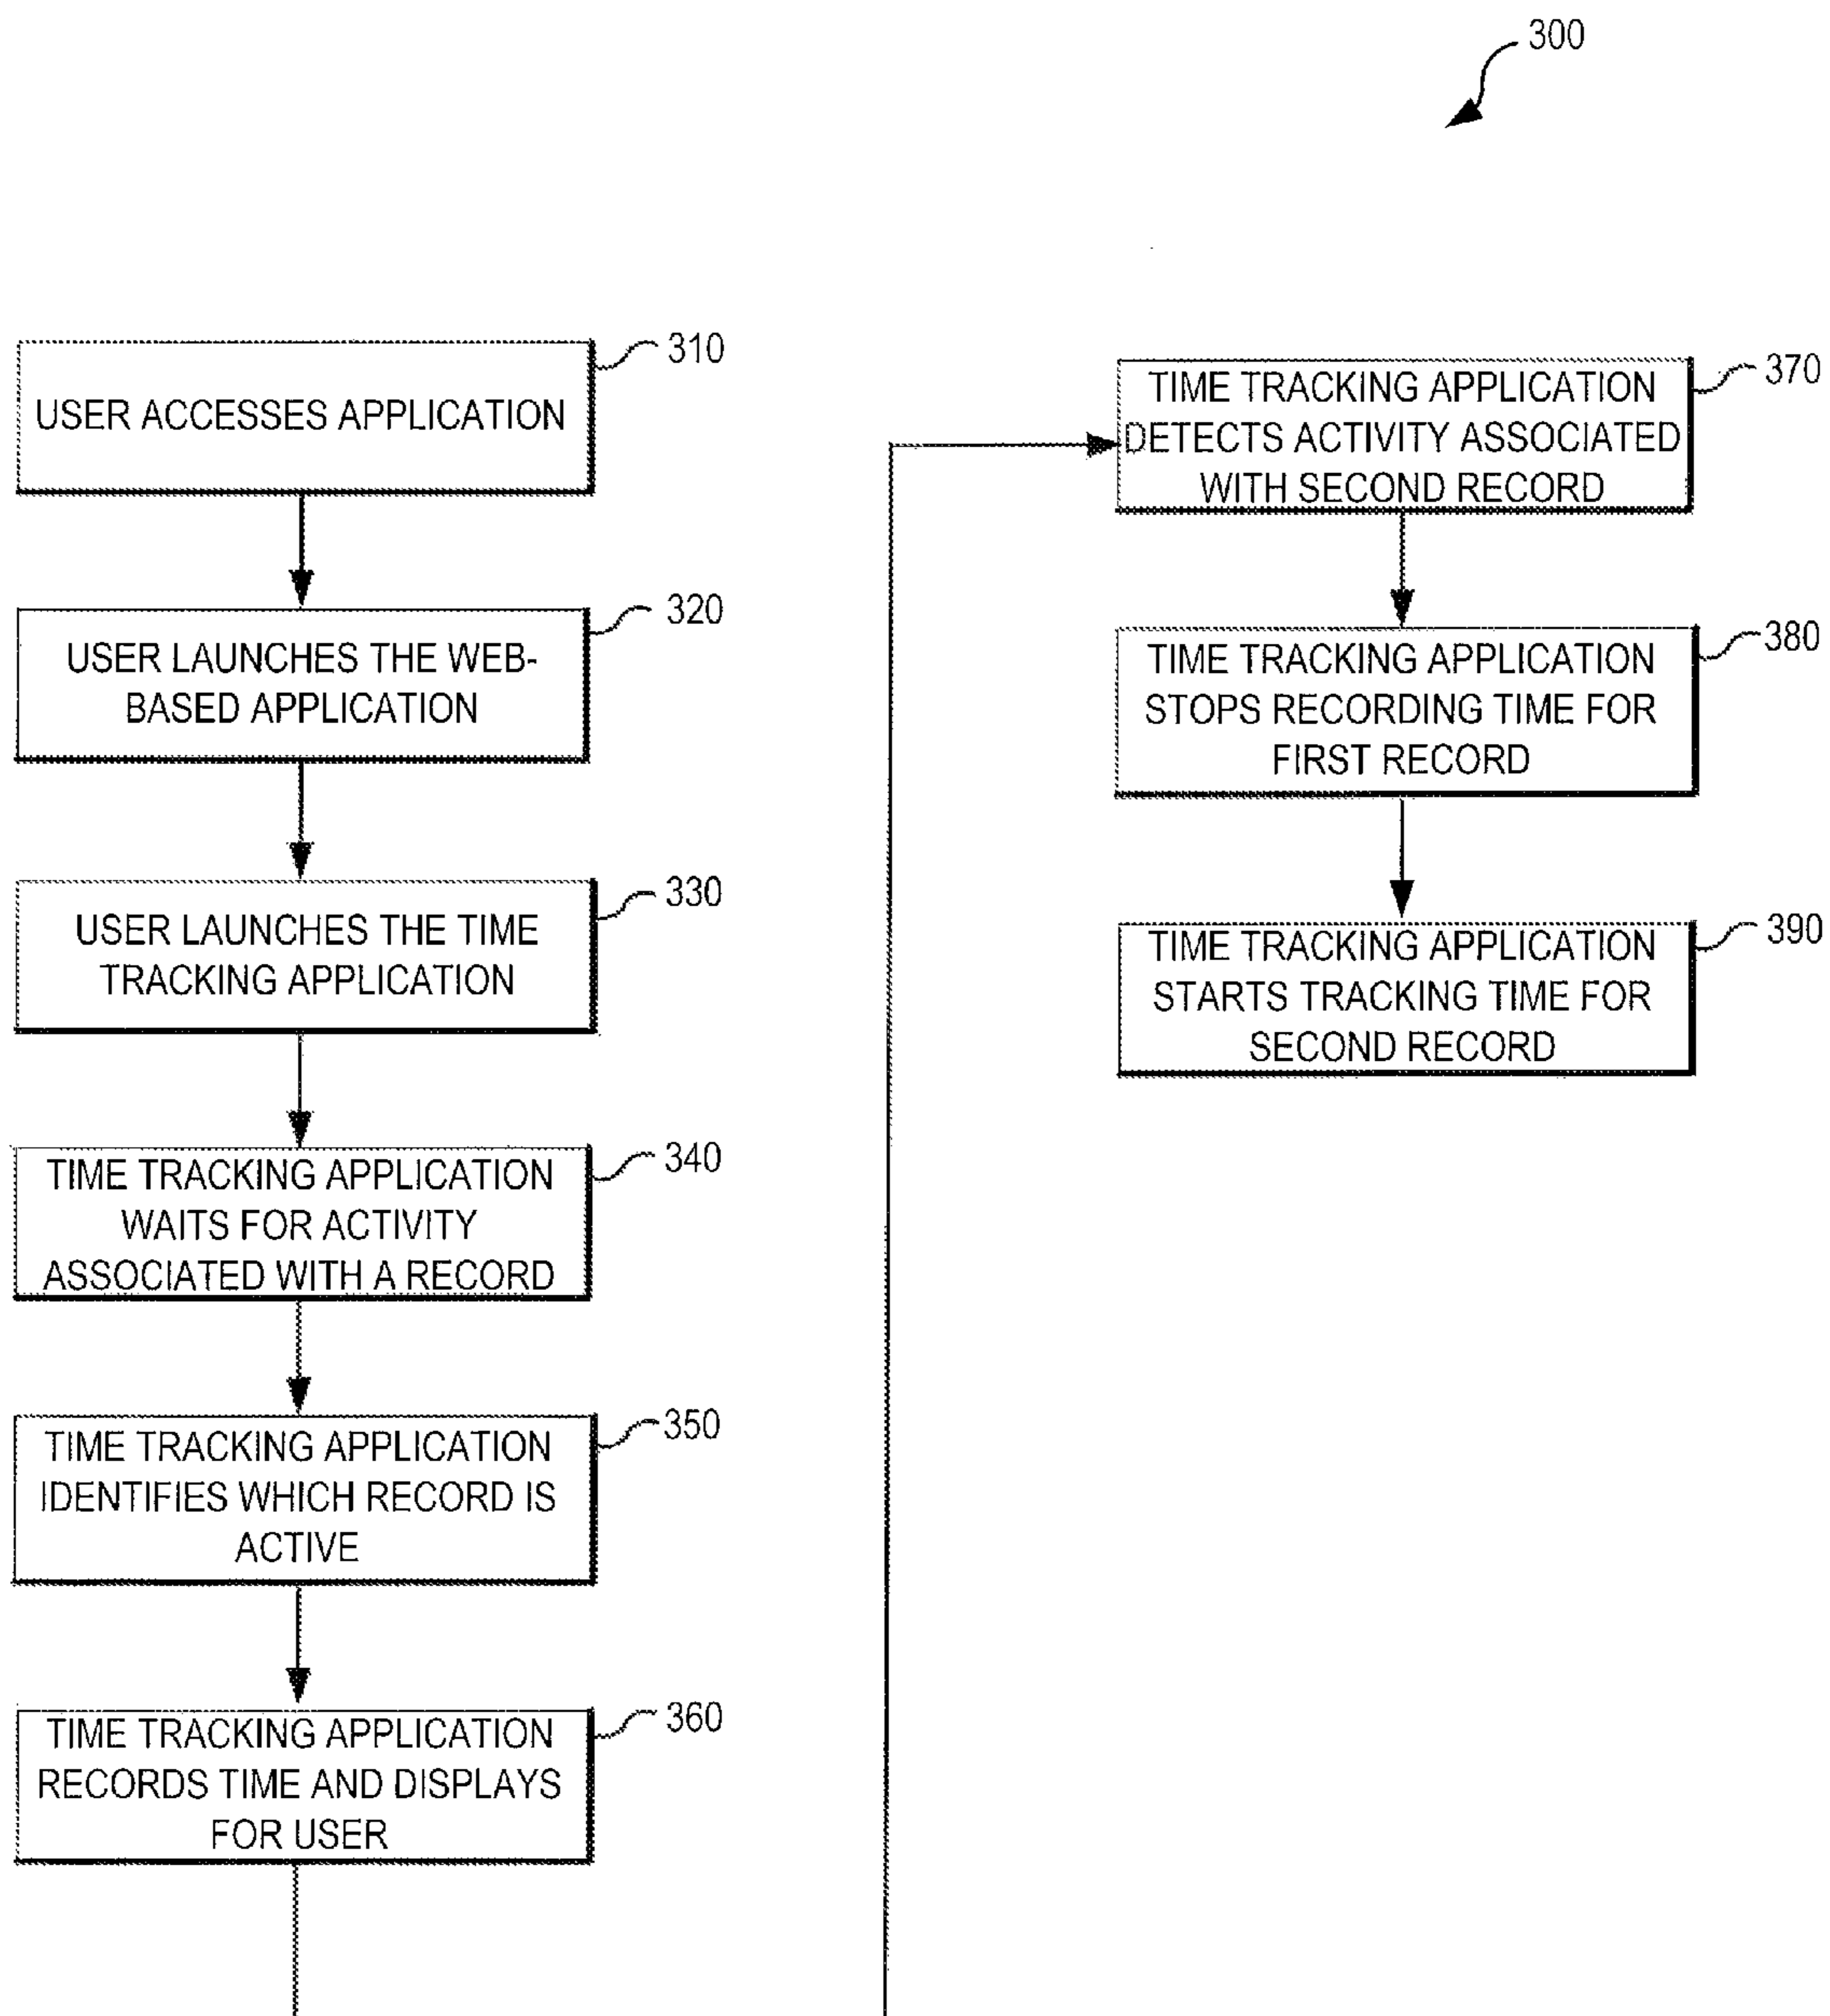 300
310
USER ACCESSES APPLICATION
320
USER LAUNCHES THE WEB-
BASED APPLICATION
330
USER LAUNCHES THE TIME
TRACKING APPLICATION
340
TIME TRACKING APPLICATION
WAITS FOR ACTIVITY
ASSOCIATED WITH A RECORD
350
TIME TRACKING APPLICATION
IDENTIFIES WHICH RECORD IS
ACTIVE
360
TIME TRACKING APPLICATION
RECORDS TIME AND DISPLAYS
FOR USER
370
TIME TRACKING APPLICATION
DETECTS ACTIVITY ASSOCIATED
WITH SECOND RECORD
380
TIME TRACKING APPLICATION
STOPS RECORDING TIME FOR
FIRST RECORD
390
TIME TRACKING APPLICATION
STARTS TRACKING TIME FOR
SECOND RECORD